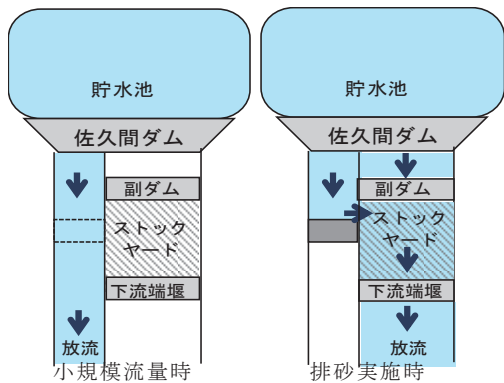 貯水池
佐久間ダム
副ダム
ストック
ヤード
下流端堰
放流
小規模流量時
貯水池
佐久間ダム
副ダム
ストック
ヤード
下流端堰
放流
排砂実施時